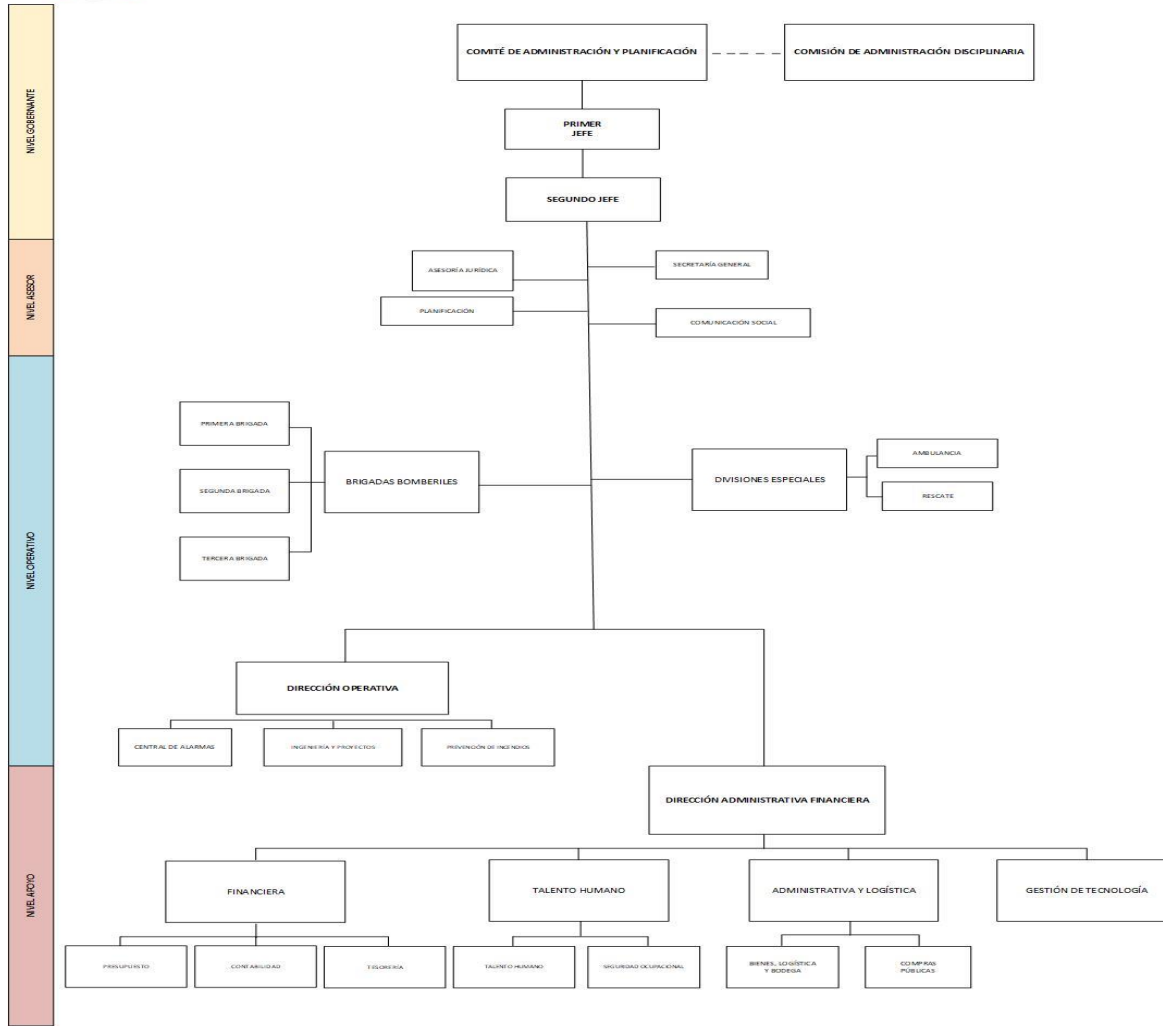 NIVEL GOBERNANTE
COMITÉ DE ADMINISTRACIÓN Y PLANIFICACIÓN
COMISIÓN DE ADMINISTRACIÓN DISCIPLINARIA
PRIMER
JEFE
SEGUNDO JEFE
NIVEL ASESOR
ASESORÍA JURÍDICA
SECRETARÍA GENERAL
PLANIFICACIÓN
COMUNICACIÓN SOCIAL
NIVEL OPERATIVO
PRIMERA BRIGADA
SEGUNDA BRIGADA
TERCERA BRIGADA
BRIGADAS BOMBERILES
DIVISIONES ESPECIALES
AMBULANCIA
RESCATE
DIRECCIÓN OPERATIVA
CENTRAL DE ALARMAS
INGENIERÍA Y PROYECTOS
PREVENCIÓN DE INCENDIOS
NIVEL APOYO
DIRECCIÓN ADMINISTRATIVA FINANCIERA
FINANCIERA
TALENTO HUMANO
ADMINISTRATIVA Y LOGÍSTICA
GESTIÓN DE TECNOLOGÍA
PRESUPUESTO
CONTABILIDAD
TESORERÍA
TALENTO HUMANO
SEGURIDAD OCUPACIONAL
BIENES, LOGÍSTICA
Y BODEGA
COMPRAS
PÚBLICAS